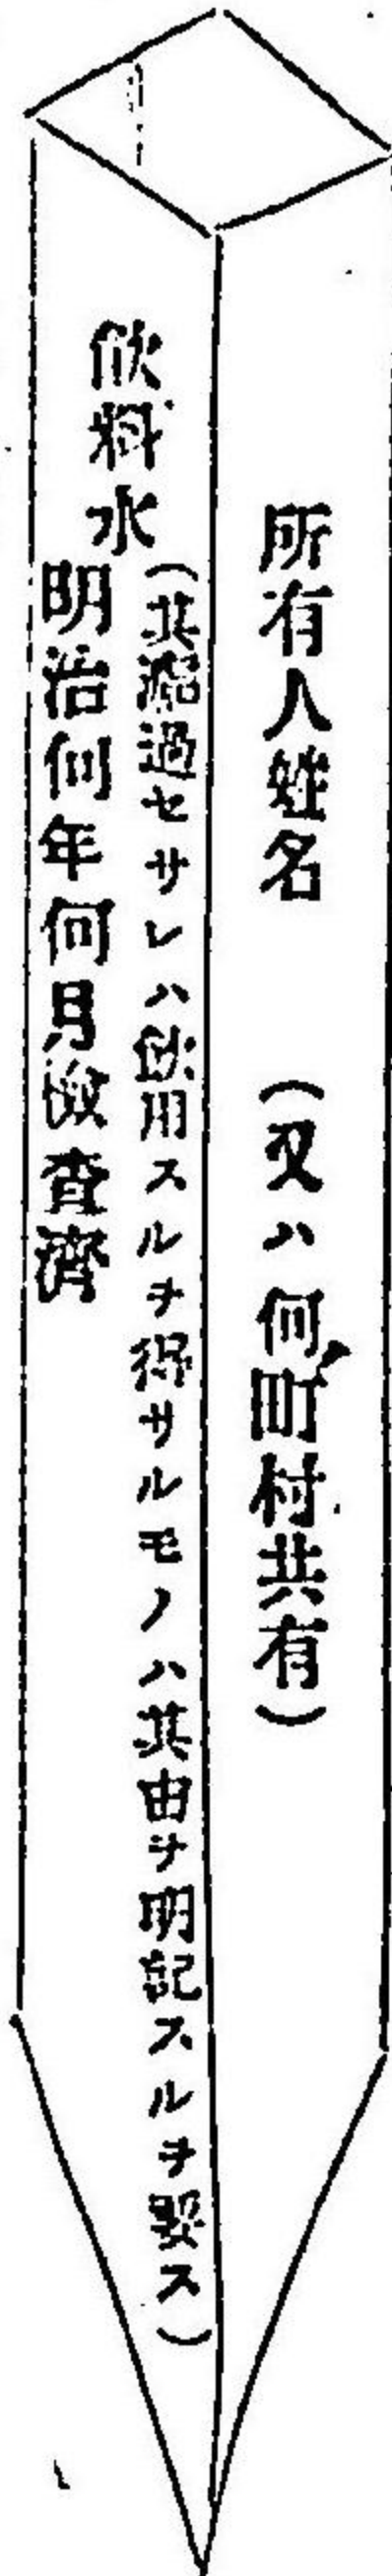 所有人姓名　（又ハ何町村共有）
飲料水（其濾過セサレハ飲用スルヲ得サルモノハ其由ヲ明記スルヲ要ス）
明治何年何月檢査濟